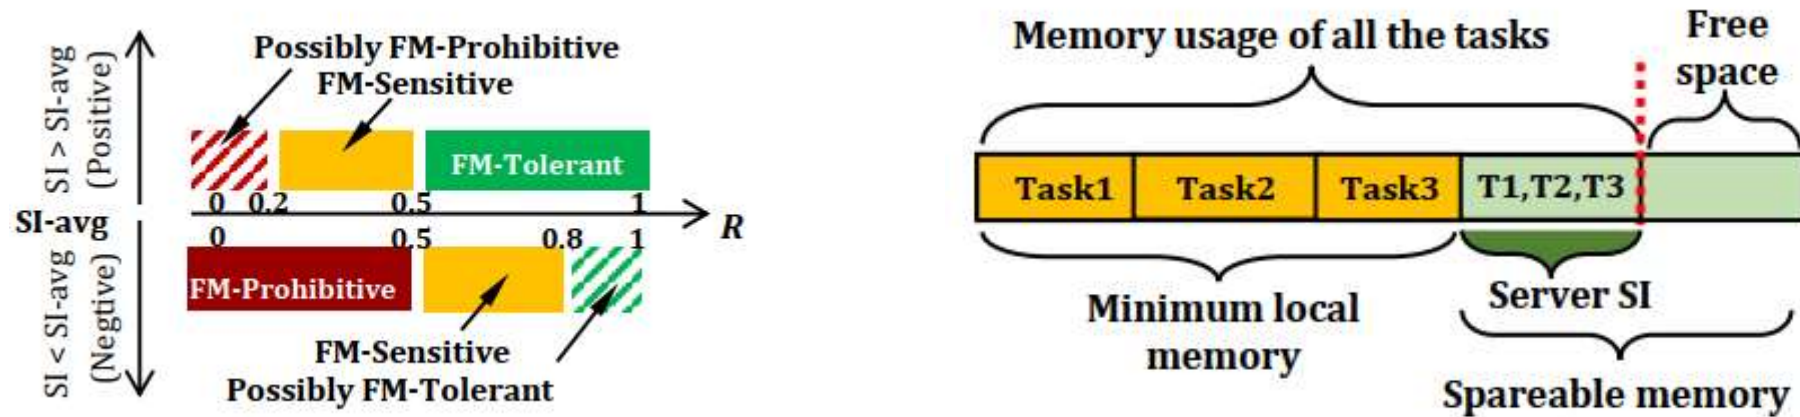 SI > SI-avg
(Positive)
Possibly FM-Prohibitive
FM-Sensitive
FM-Tolerant
0 0.2 0.5 1
SI-avg
R
0 0.5 0.8 1
SI < SI-avg
(Negtive)
FM-Prohibitive
FM-Sensitive
Possibly FM-Tolerant
Memory usage of all the tasks
Free
space
Task1 Task2 Task3 T1,T2,T3
Minimum local
memory
Server SI
Spareable memory